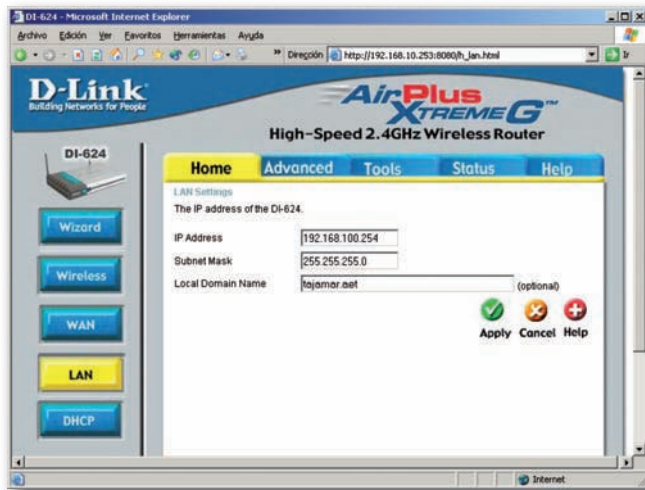 DI-624 - Microsoft Internet Explorer
Archivo Edición Ver Favoritos Herramientas Ayuda
Dirección http://192.168.10.253:8080/h_lan.html Ir
D-Link
Building Networks for People
AirPlus
XTREME G™
High-Speed 2.4GHz Wireless Router
DI-624
Home Advanced Tools Status Help
LAN Settings
The IP address of the DI-624.
IP Address 192.168.100.254
Subnet Mask 255.255.255.0
Local Domain Name tajamar.net (optional)
Apply Cancel Help
Wizard
Wireless
WAN
LAN
DHCP
Internet